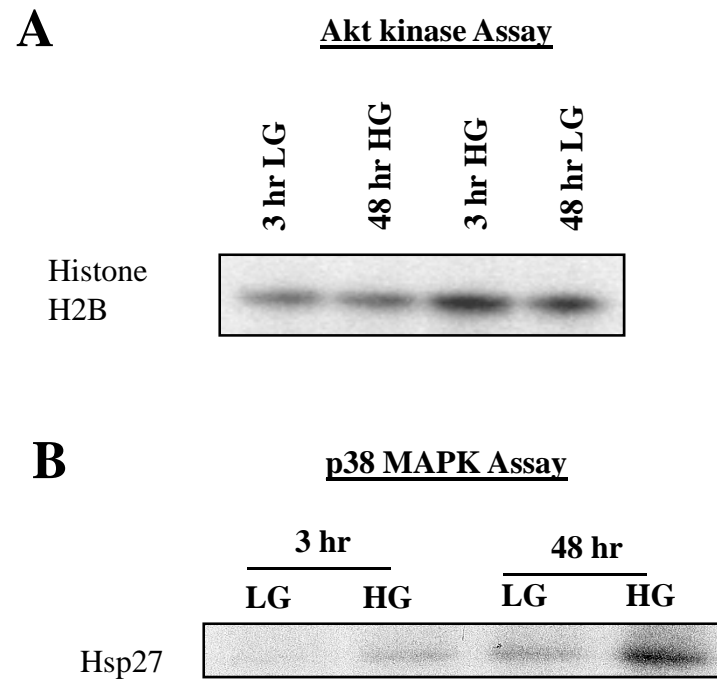 A
Akt kinase Assay
3 hr LG
48 hr HG
3 hr HG
48 hr LG
Histone
H2B
B
p38 MAPK Assay
3 hr
48 hr
LG HG LG HG
Hsp27